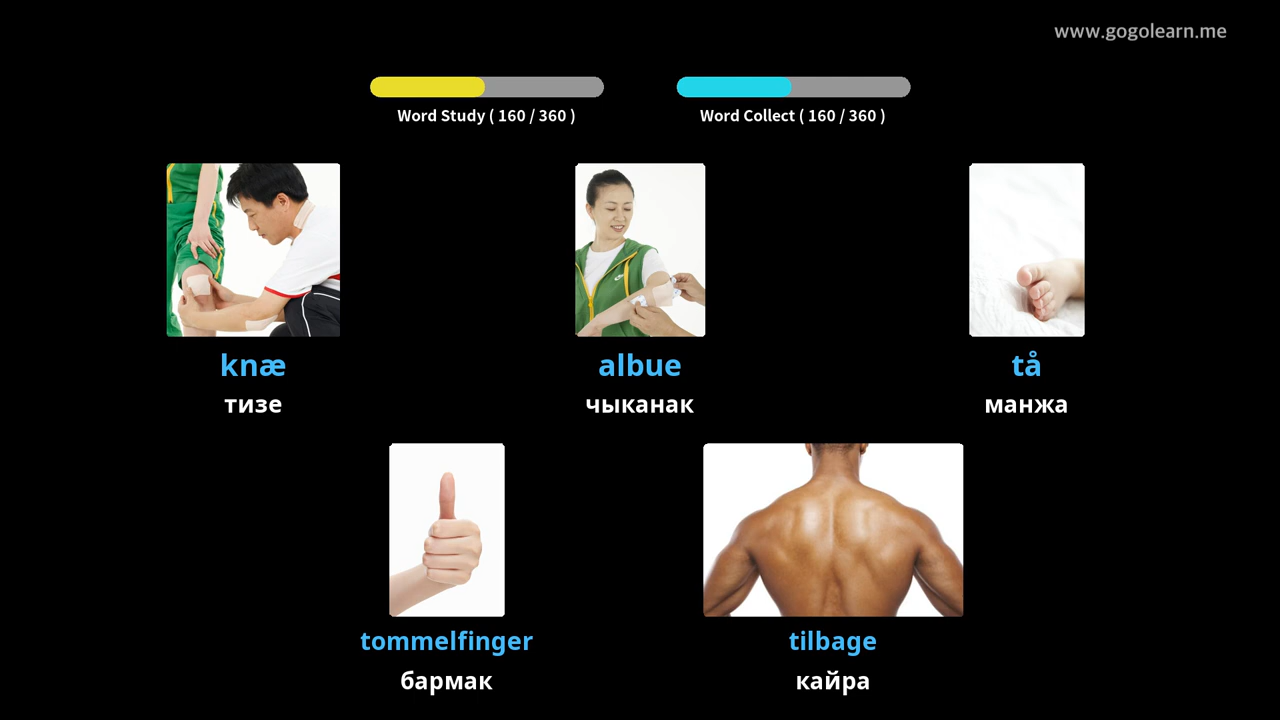 www.gogolearn.me
Word Study ( 160 / 360 )
Word Collect ( 160 / 360 )
knæ
тизе
albue
чыканак
tå
манжа
tommelfinger
бармак
tilbage
кайра